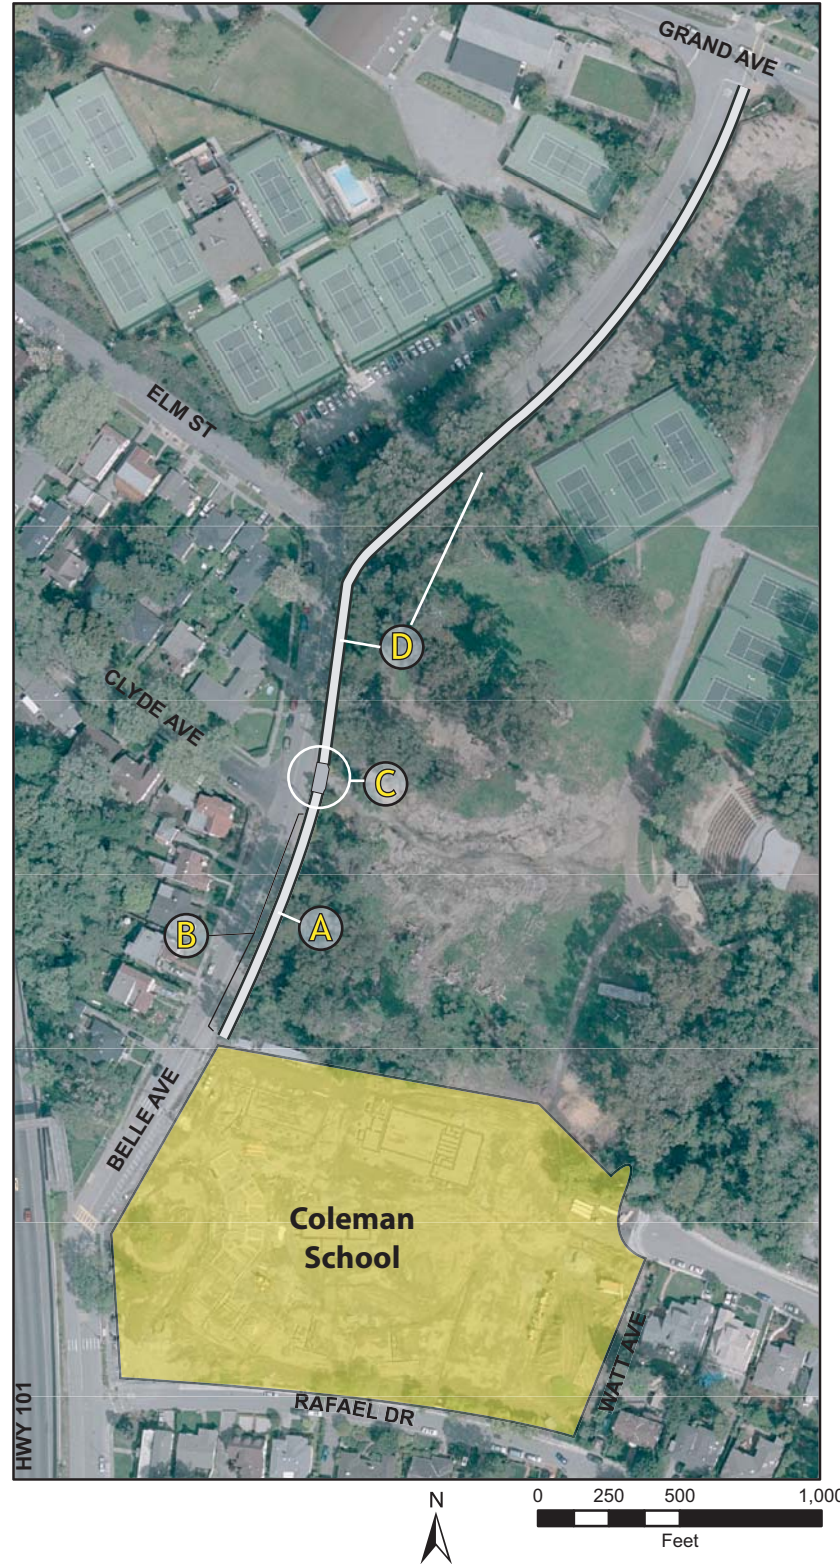 GRAND AVE
ELM ST
D
CLYDE AVE
C
B
A
BELLE AVE
Coleman
School
WATT AVE
RAFAEL DR
HWY 101
N
0 250 500 1,000
Feet